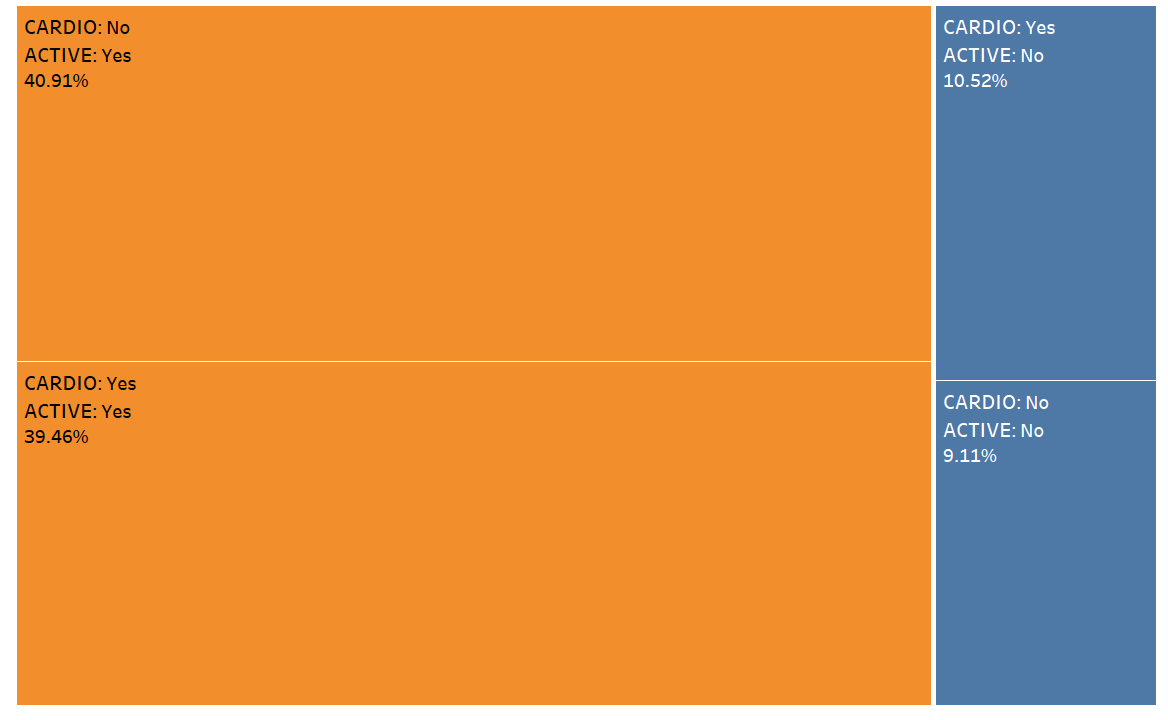 CARDIO: No
ACTIVE: Yes
40.91%
CARDIO: Yes
ACTIVE: Yes
39.46%
CARDIO: Yes
ACTIVE: No
10.52%
CARDIO: No
ACTIVE: No
9.11%